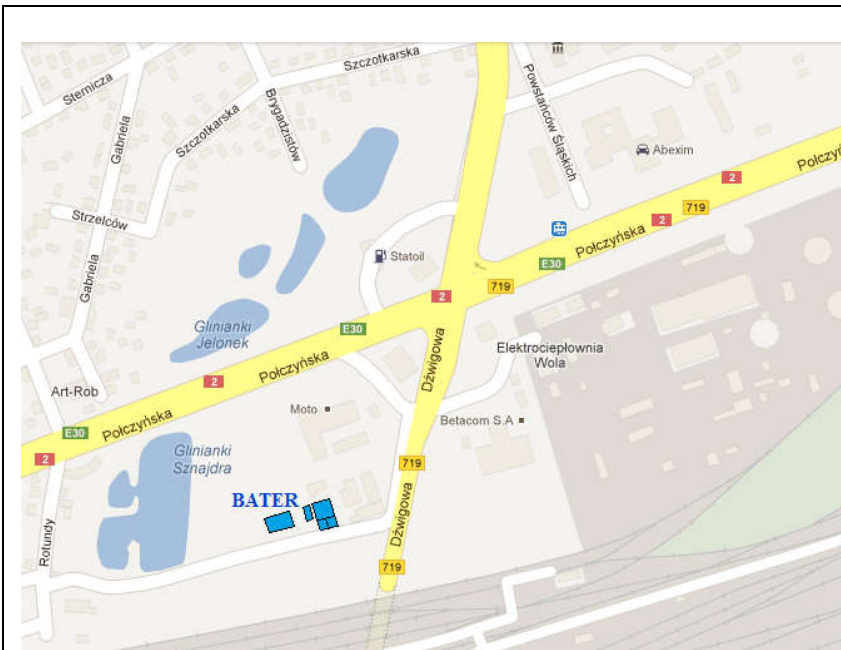 Szczotkarska
Sternicza
Powstańców Śląskich
Gabriela
Brygadzistów
Szczotkarska
Abexim
Połczyń
2
719
Strzelców
2
Połczyńska
719
Statoil
E30
Gabriela
719
2
Glinianki
Jelonek
E30
Dźwigowa
Elektrociepłownia
Wola
Połczyńska
2
Art-Rob
Moto
Betacom S.A
Połczyńska
E30
Glinianki
Sznajdra
2
719
BATER
Dźwigowa
Rotundy
719